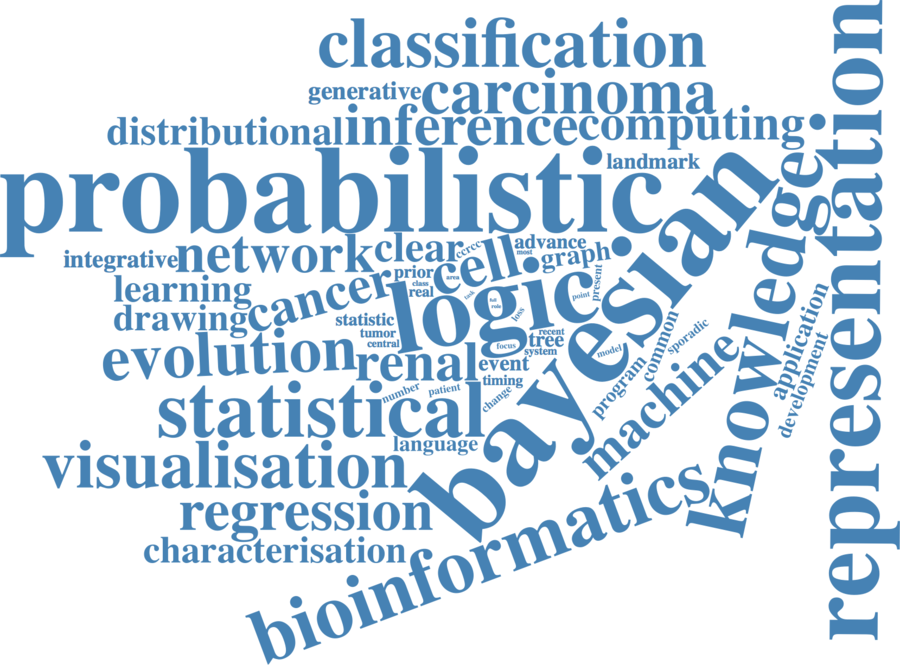 classification
generative
carcinoma
distributional
inference
computing
landmark
probabilistic
representation
knowledge
bayesian
integrative
network
clear
ccrcc
advance
most
graph
cell
area
prior
class
real
learning
cancer
logic
task
full
role
loss
point
present
drawing
statistic
tumor
central
recent
tree
system
focus
evolution
renal
event
timing
model
common
sporadic
application
development
program
machine
statistical
number
patient
change
language
visualisation
regression
characterisation
bioinformatics